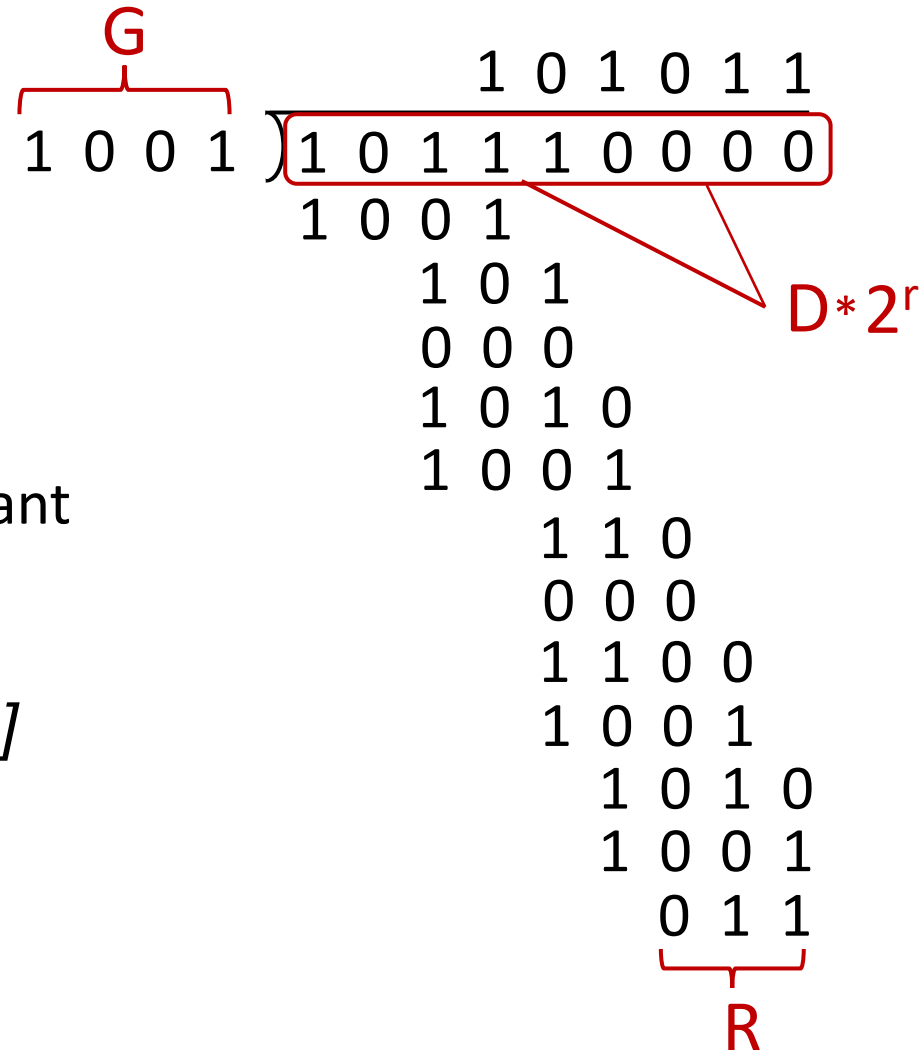 G
1 0 1 0 1 1
1 0 0 1 ) 1 0 1 1 1 0 0 0 0
1 0 0 1
1 0 1
D*2ʳ
0 0 0
1 0 1 0
1 0 0 1
ant
1 1 0
0 0 0
1 1 0 0
]
1 0 0 1
1 0 1 0
1 0 0 1
0 1 1
R